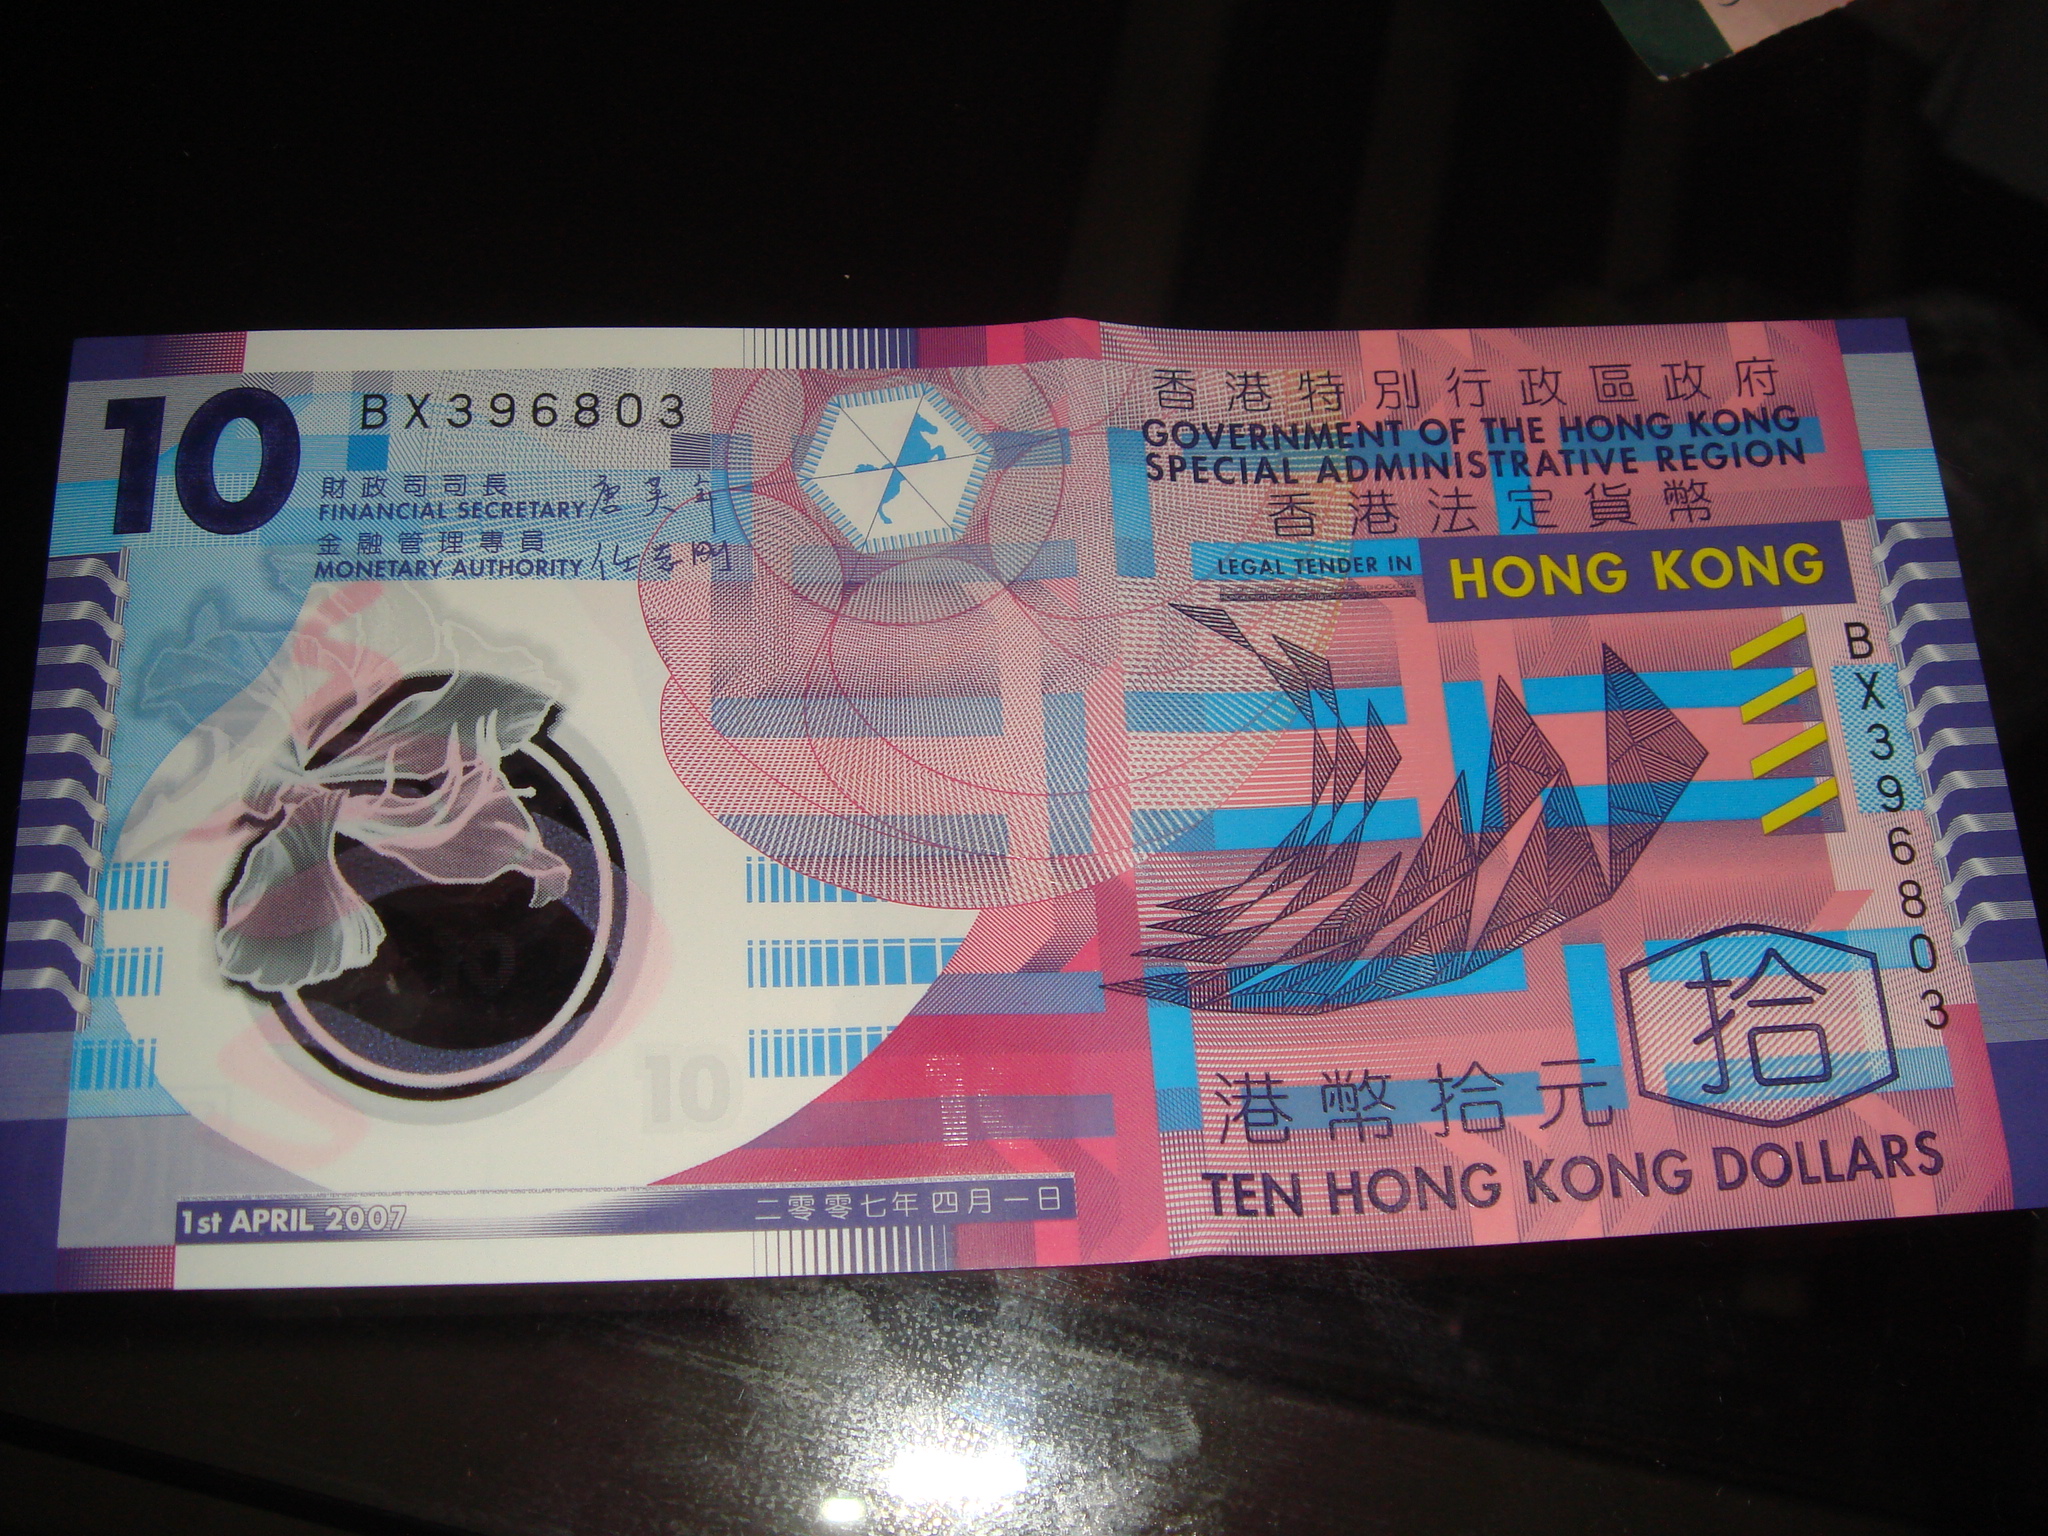 10
BX396803
財政司司長
FINANCIAL SECRETARY
金融管理專員
MONETARY AUTHORITY
香港特別行政區政府
GOVERNMENT OF THE HONG KONG
SPECIAL ADMINISTRATIVE REGION
香港法定貨幣
LEGAL TENDER IN HONG KONG
BX396803
10
10
拾
港幣拾元
TEN HONG KONG DOLLARS
1st APRIL 2007 二零零七年四月一日